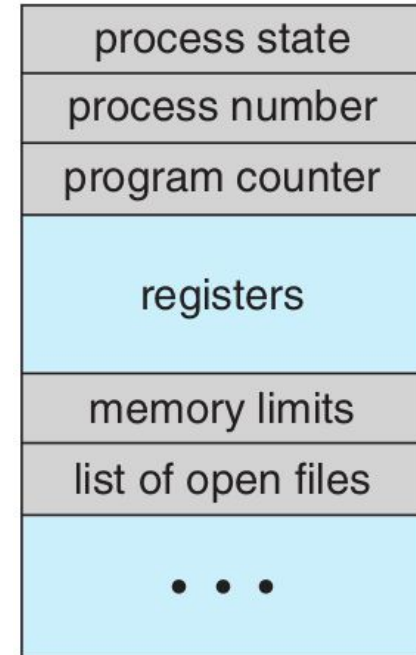 process state
process number
program counter
registers
memory limits
list of open files
• • •